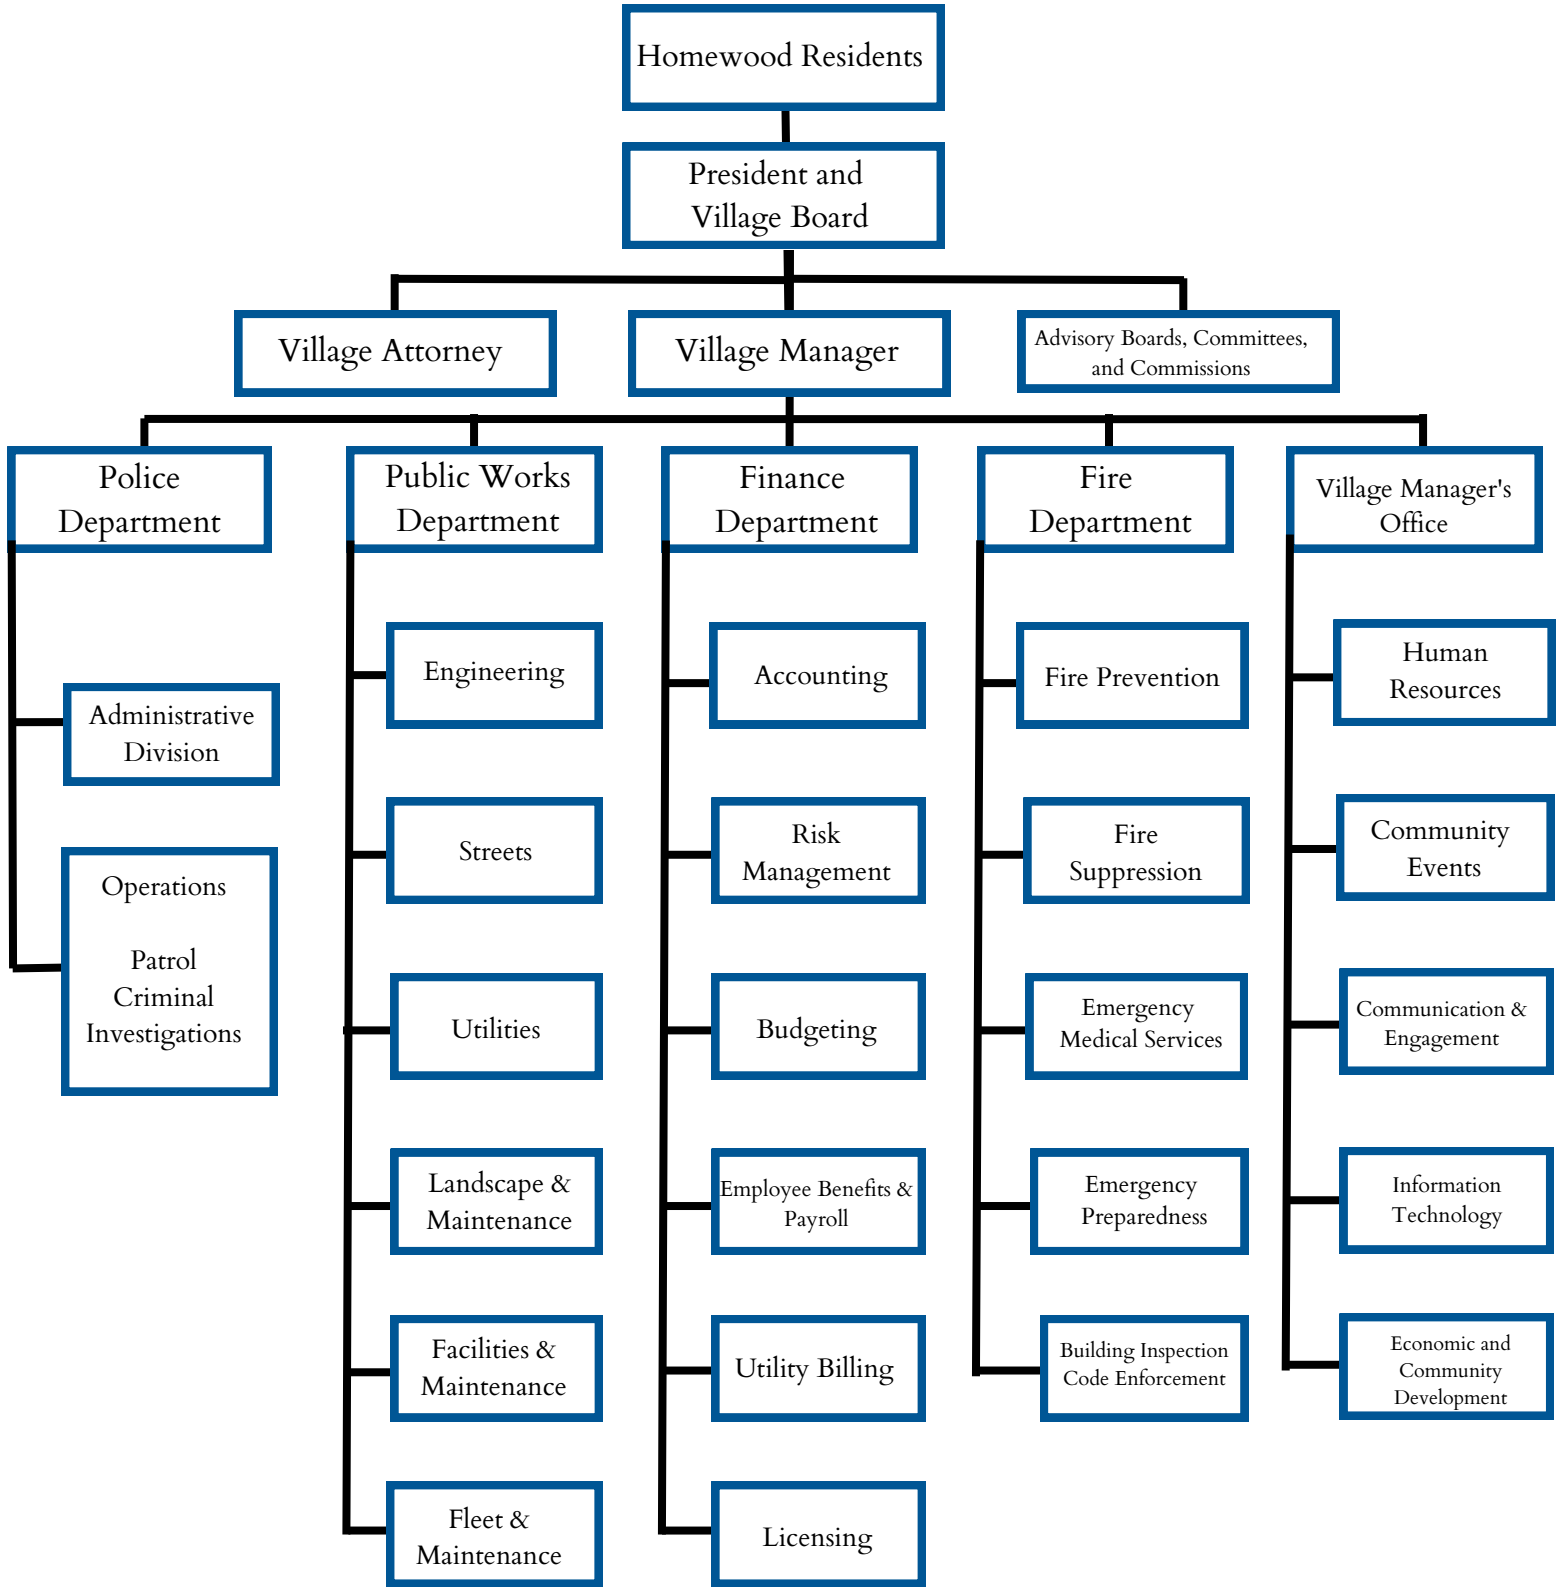 Homewood Residents
President and
Village Board
Village Attorney
Village Manager
Advisory Boards, Committees,
and Commissions
Police
Department
Public Works
Department
Finance
Department
Fire
Department
Village Manager's
Office
Administrative
Division
Operations
Patrol
Criminal
Investigations
Engineering
Streets
Utilities
Landscape &
Maintenance
Facilities &
Maintenance
Fleet &
Maintenance
Accounting
Risk
Management
Budgeting
Employee Benefits &
Payroll
Utility Billing
Licensing
Fire Prevention
Fire
Suppression
Emergency
Medical Services
Emergency
Preparedness
Building Inspection
Code Enforcement
Human
Resources
Community
Events
Communication &
Engagement
Information
Technology
Economic and
Community
Development